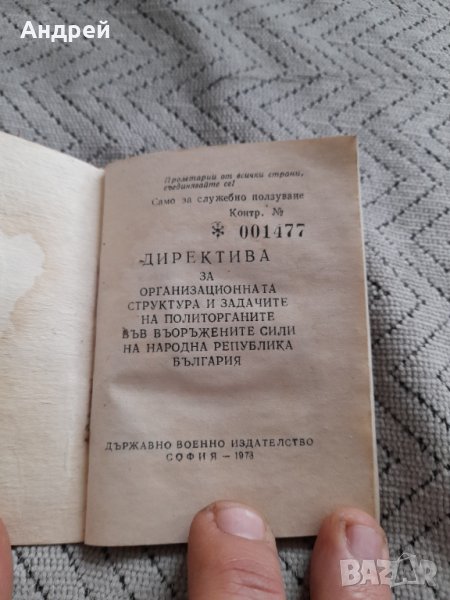 Андрей
Пролетарии от всички страни,
съединявайте се!
Само за служебно ползуване
Контр. №
001477
ДИРЕКТИВА
ЗА
ОРГАНИЗАЦИОННАТА
СТРУКТУРА И ЗАДАЧИТЕ
НА ПОЛИТОРГАНИТЕ
ВЪВ ВЪОРЪЖЕНИТЕ СИЛИ
НА НАРОДНА РЕПУБЛИКА
БЪЛГАРИЯ
ДЪРЖАВНО ВОЕННО ИЗДАТЕЛСТВО
СОФИЯ — 1973
BAZAR